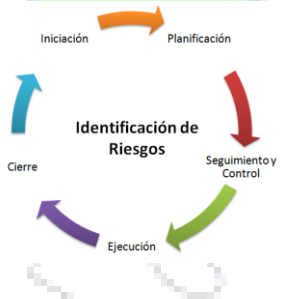 Iniciación
Planificación
Identificación de
Riesgos
Seguimiento y
Control
Cierre
Ejecución